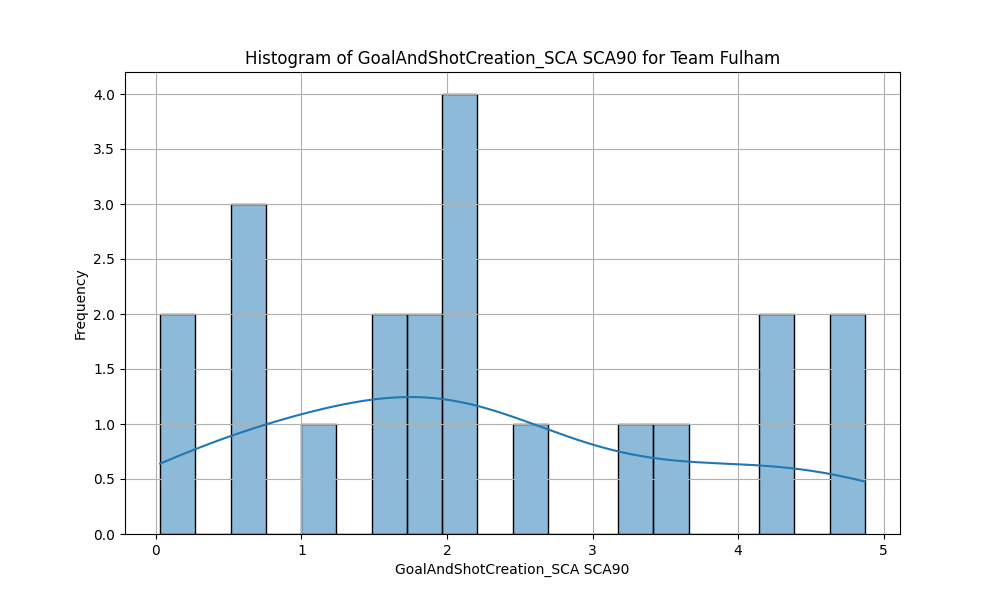 Histogram of GoalAndShotCreation_SCA SCA90 for Team Fulham
4.0
3.5
3.0
2.5
2.0
1.5
1.0
0.5
0.0
Frequency
0 1 2 3 4 5
GoalAndShotCreation_SCA SCA90